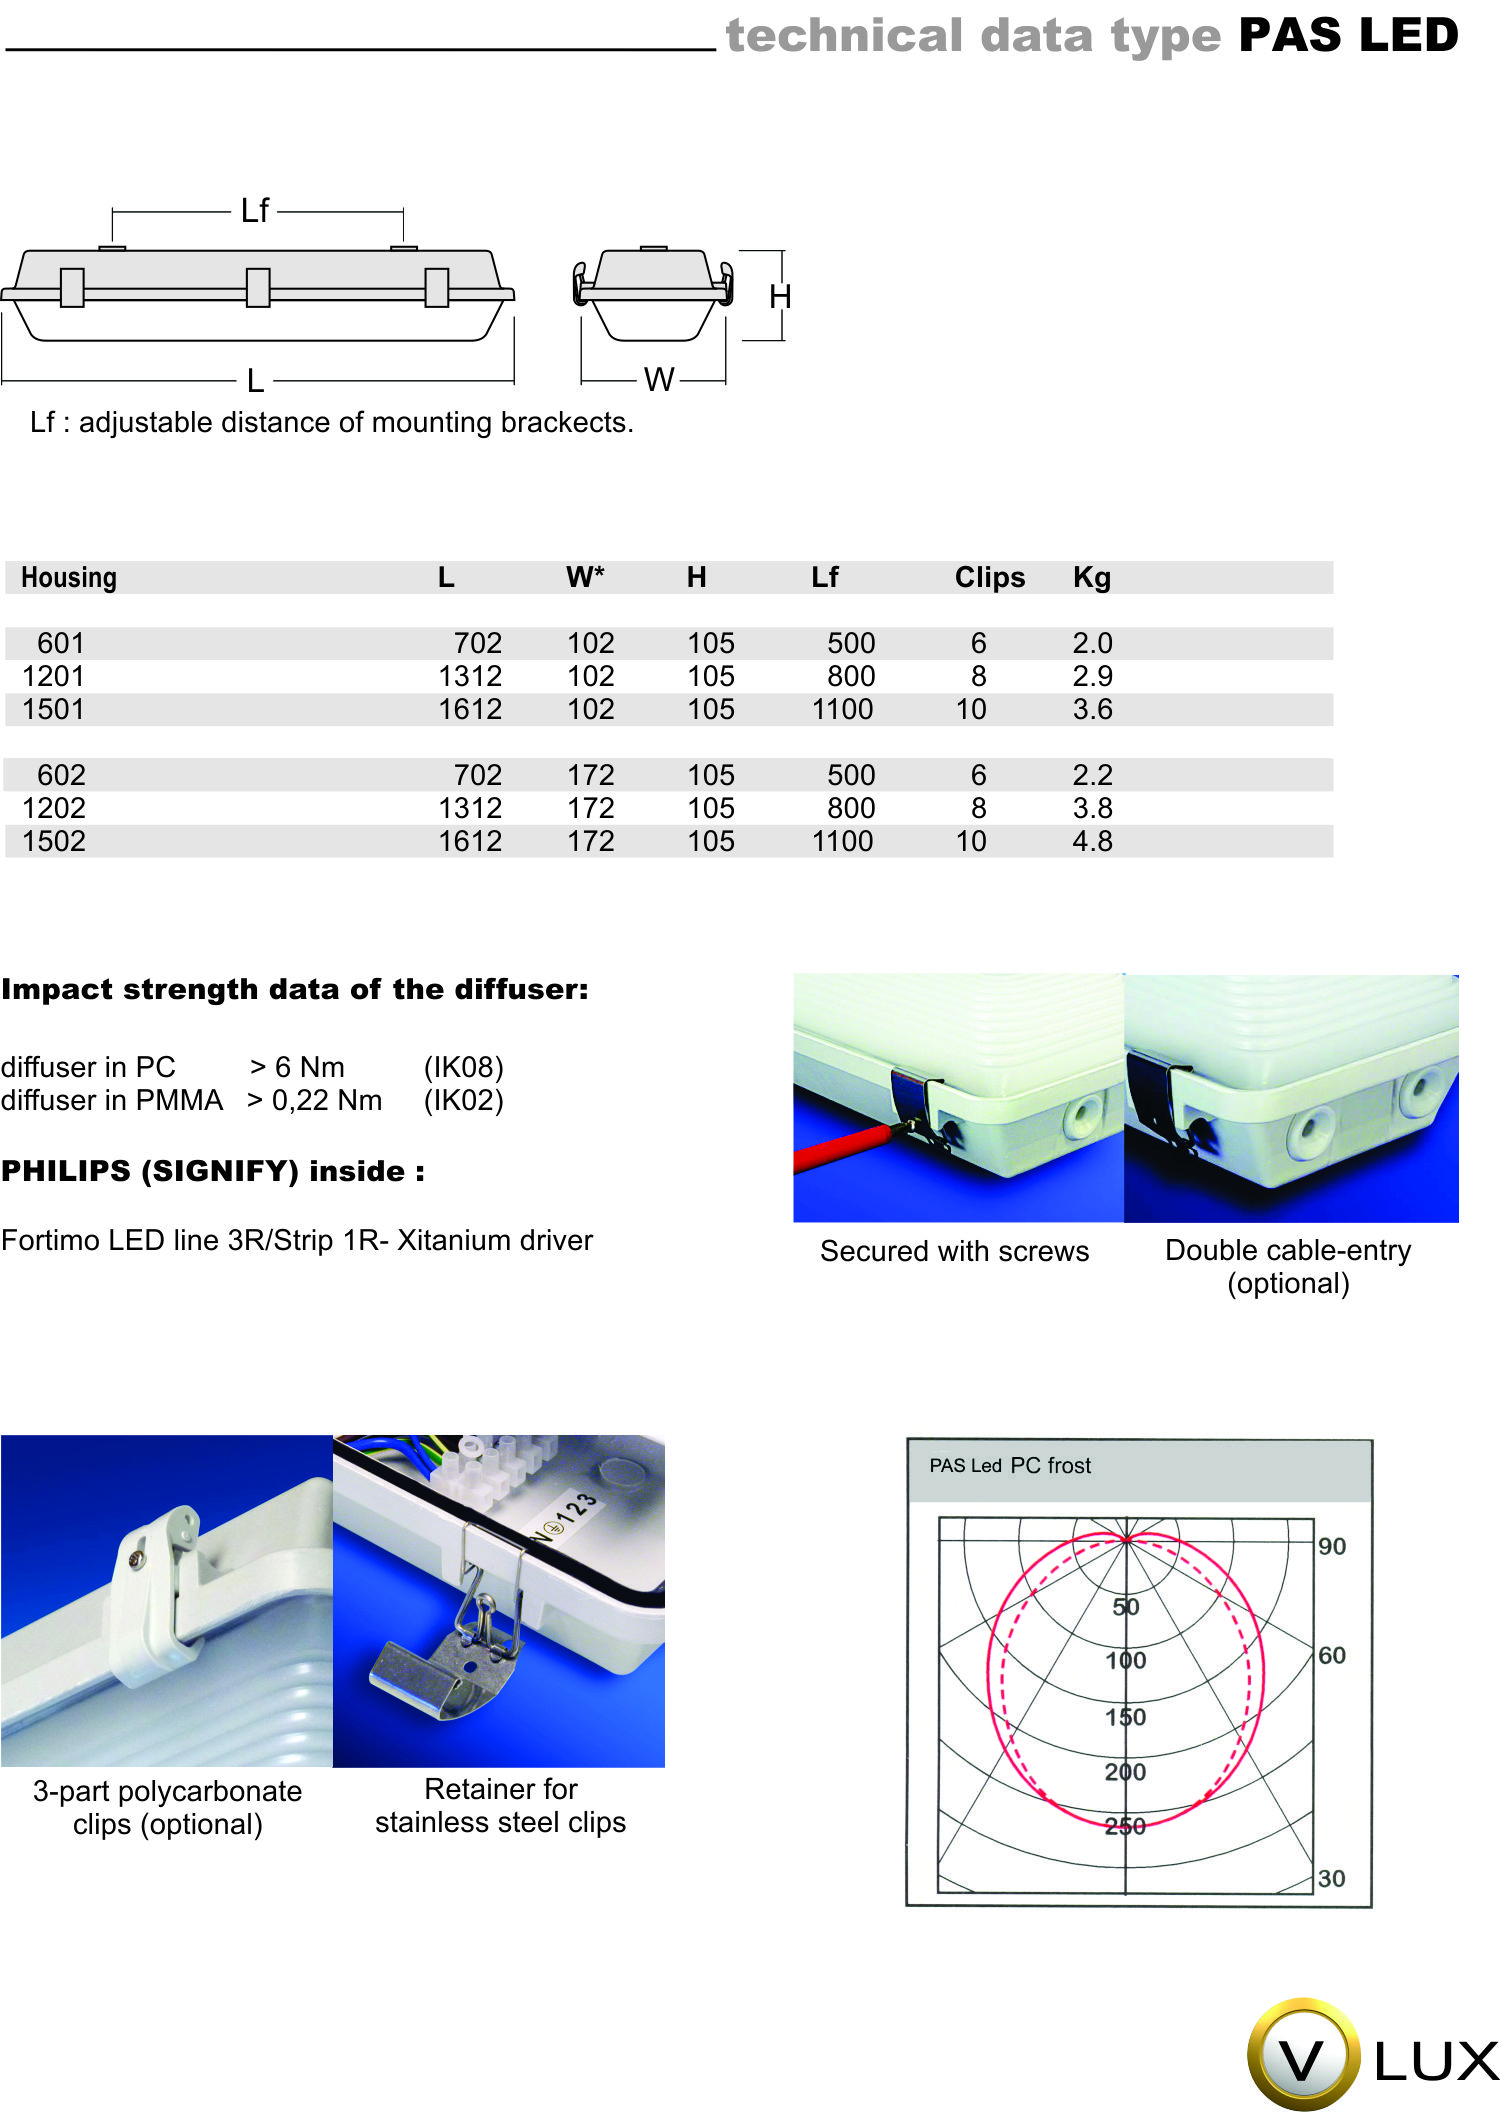 technical data type PAS LED
Lf
H
L
W
Lf : adjustable distance of mounting brackects.
Housing L W* H Lf Clips Kg
601 702 102 105 500 6 2.0
1201 1312 102 105 800 8 2.9
1501 1612 102 105 1100 10 3.6
602 702 172 105 500 6 2.2
1202 1312 172 105 800 8 3.8
1502 1612 172 105 1100 10 4.8
Impact strength data of the diffuser:
diffuser in PC > 6 Nm (IK08)
diffuser in PMMA > 0,22 Nm (IK02)
PHILIPS (SIGNIFY) inside :
Fortimo LED line 3R/Strip 1R- Xitanium driver
Secured with screws
Double cable-entry
(optional)
N 1 2 3
3-part polycarbonate
clips (optional)
Retainer for
stainless steel clips
PAS Led PC frost
90
50
60
100
150
200
250
30
V LUX